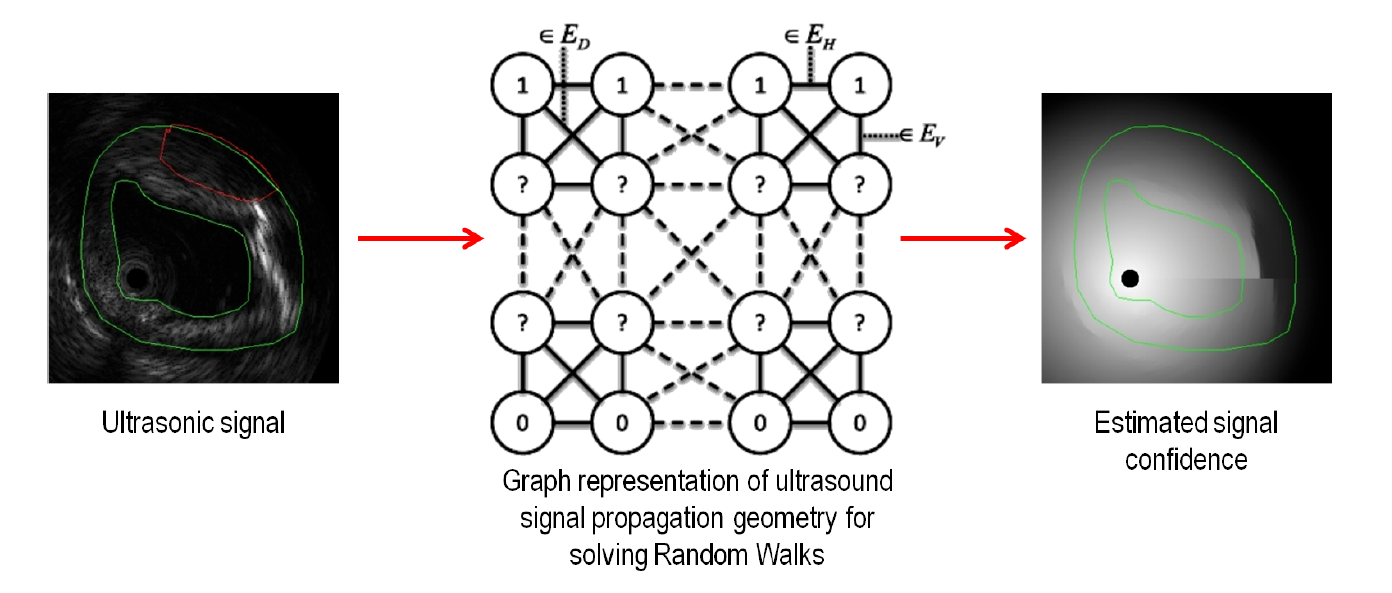 ∈ E_D ∈ E_H
1 1 1 1
∈ E_V
? ? ? ?
? ? ? ?
0 0 0 0
Ultrasonic signal
Graph representation of ultrasound
signal propagation geometry for
solving Random Walks
Estimated signal
confidence